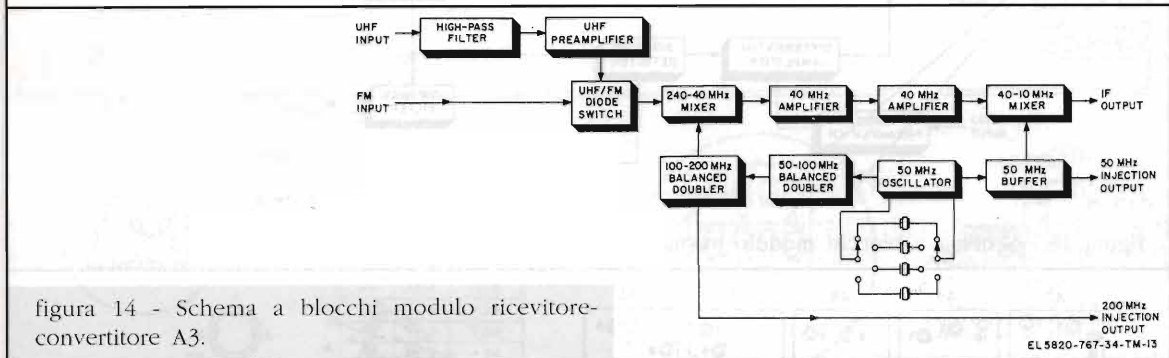 UHF
INPUT
HIGH-PASS
FILTER
UHF
PREAMPLIFIER
FM
INPUT
UHF/FM
DIODE
SWITCH
240-40 MHz
MIXER
40 MHz
AMPLIFIER
40 MHz
AMPLIFIER
40-10 MHz
MIXER
IF
OUTPUT
100-200 MHz
BALANCED
DOUBLER
50-100 MHz
BALANCED
DOUBLER
50 MHz
OSCILLATOR
50 MHz
BUFFER
50 MHz
INJECTION
OUTPUT
200 MHz
INJECTION
OUTPUT
EL5820-767-34-TM-13
figura 14 - Schema a blocchi modulo ricevitore-
convertitore A3.